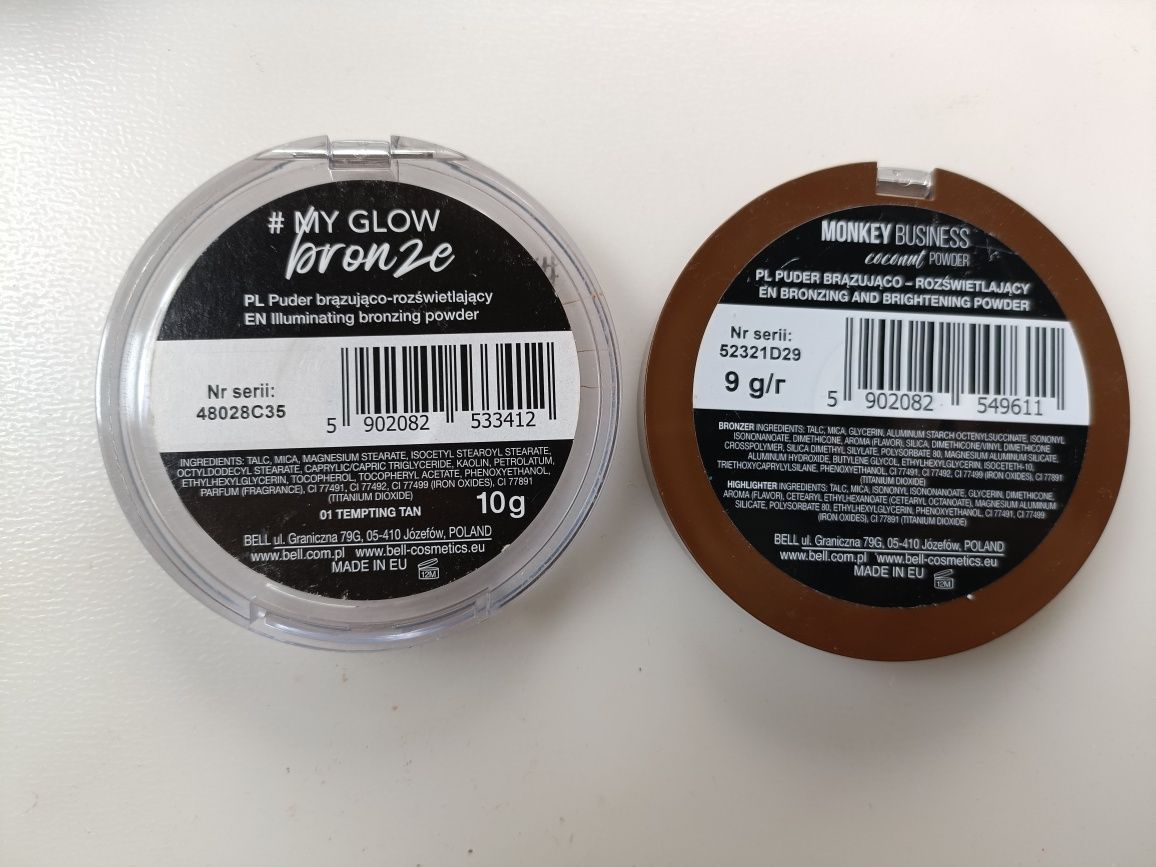 # MY GLOW
bronze
PL Puder brązująco-rozświetlający
EN Illuminating bronzing powder
Nr serii:
48028C35
5 902082 533412
INGREDIENTS: TALC, MICA, MAGNESIUM STEARATE, ISOCETYL STEAROYL STEARATE,
OCTYLDODECYL STEARATE, CAPRYLIC/CAPRIC TRIGLYCERIDE, KAOLIN, PETROLATUM,
ETHYLHEXYLGLYCERIN, TOCOPHEROL, TOCOPHERYL ACETATE, PHENOXYETHANOL,
PARFUM (FRAGRANCE), CI 77491, CI 77492, CI 77499 (IRON OXIDES), CI 77891
(TITANIUM DIOXIDE)
01 TEMPTING TAN
10g
BELL ul. Graniczna 79G, 05-410 Józefów, POLAND
www.bell.com.pl www.bell-cosmetics.eu
MADE IN EU
12M
MONKEY BUSINESS
coconut POWDER
PL PUDER BRĄZUJĄCO – ROZŚWIETLAJĄCY
EN BRONZING AND BRIGHTENING POWDER
Nr serii:
52321D29
9 g/г
5 902082 549611
BRONZER INGREDIENTS: TALC, MICA, GLYCERIN, ALUMINUM STARCH OCTENYLSUCCINATE, ISONONYL
ISONONANOATE, DIMETHICONE, AROMA (FLAVOR), SILICA, DIMETHICONE/VINYL DIMETHICONE
CROSSPOLYMER, SILICA DIMETHYL SILYLATE, POLYSORBATE 80, MAGNESIUM ALUMINUM SILICATE,
ALUMINUM HYDROXIDE, BUTYLENE GLYCOL, ETHYLHEXYLGLYCERIN, ISOCETETH-10,
TRIETHOXYCAPRYLYLSILANE, PHENOXYETHANOL, CI 77491, CI 77492, CI 77499 (IRON OXIDES), CI 77891
(TITANIUM DIOXIDE)
HIGHLIGHTER INGREDIENTS: TALC, MICA, ISONONYL ISONONANOATE, GLYCERIN, DIMETHICONE,
AROMA (FLAVOR), CETEARYL ETHYLHEXANOATE (CETEARYL OCTANOATE), MAGNESIUM ALUMINUM
SILICATE, POLYSORBATE 80, ETHYLHEXYLGLYCERIN, PHENOXYETHANOL, CI 77491, CI 77499
(IRON OXIDES), CI 77891 (TITANIUM DIOXIDE)
BELL ul. Graniczna 79G, 05-410 Józefów, POLAND
www.bell.com.pl www.bell-cosmetics.eu
MADE IN EU
12M